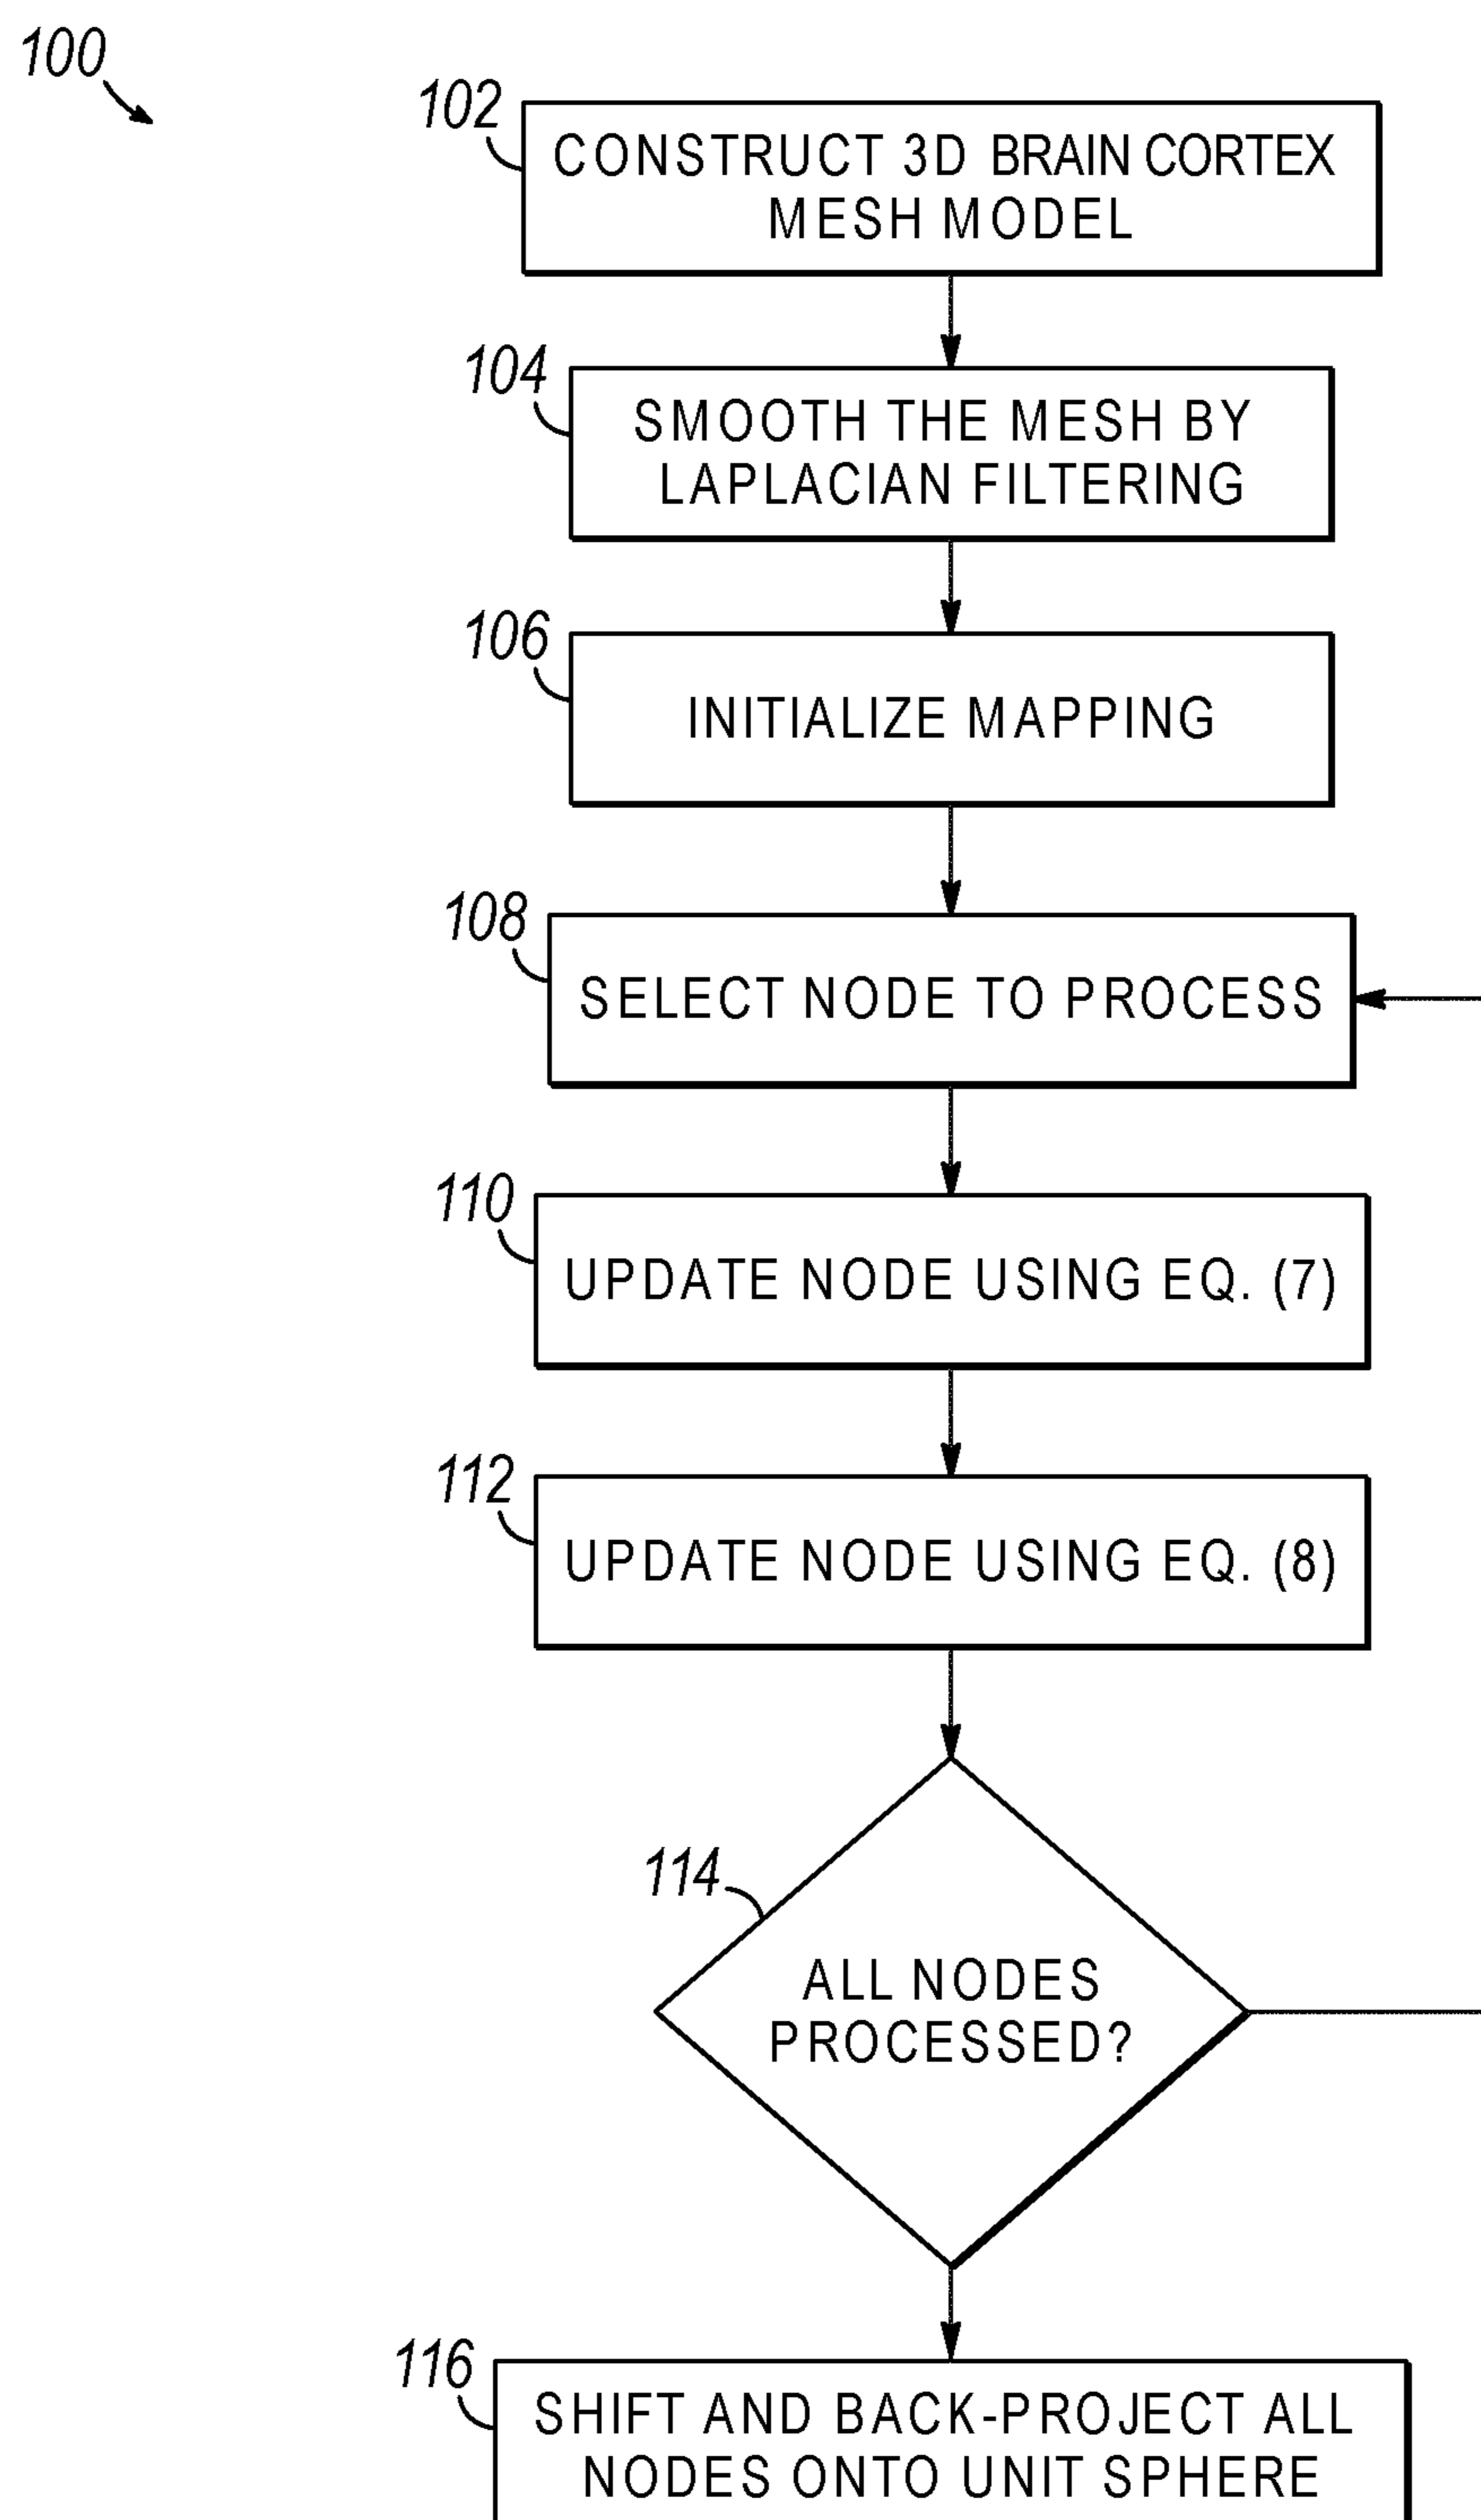 100
102
CONSTRUCT 3D BRAIN CORTEX
MESH MODEL
104
SMOOTH THE MESH BY
LAPLACIAN FILTERING
106
INITIALIZE MAPPING
108
SELECT NODE TO PROCESS
110
UPDATE NODE USING EQ. (7)
112
UPDATE NODE USING EQ. (8)
114
ALL NODES
PROCESSED?
116
SHIFT AND BACK-PROJECT ALL
NODES ONTO UNIT SPHERE